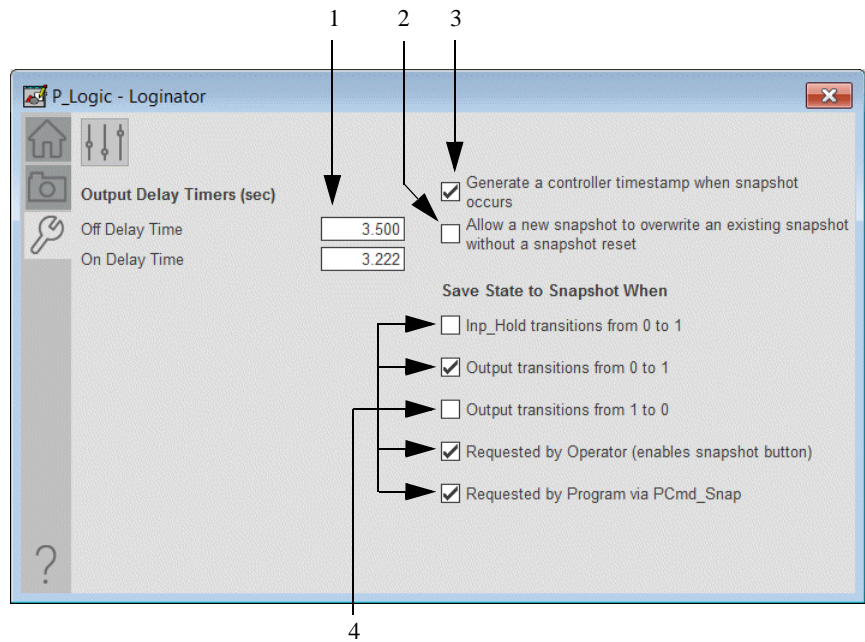 1 2 3
P_Logic - Loginator
Output Delay Timers (sec)
Off Delay Time 3.500
On Delay Time 3.222
Generate a controller timestamp when snapshot
occurs
Allow a new snapshot to overwrite an existing snapshot
without a snapshot reset
Save State to Snapshot When
Inp_Hold transitions from 0 to 1
Output transitions from 0 to 1
Output transitions from 1 to 0
Requested by Operator (enables snapshot button)
Requested by Program via PCmd_Snap
?
4